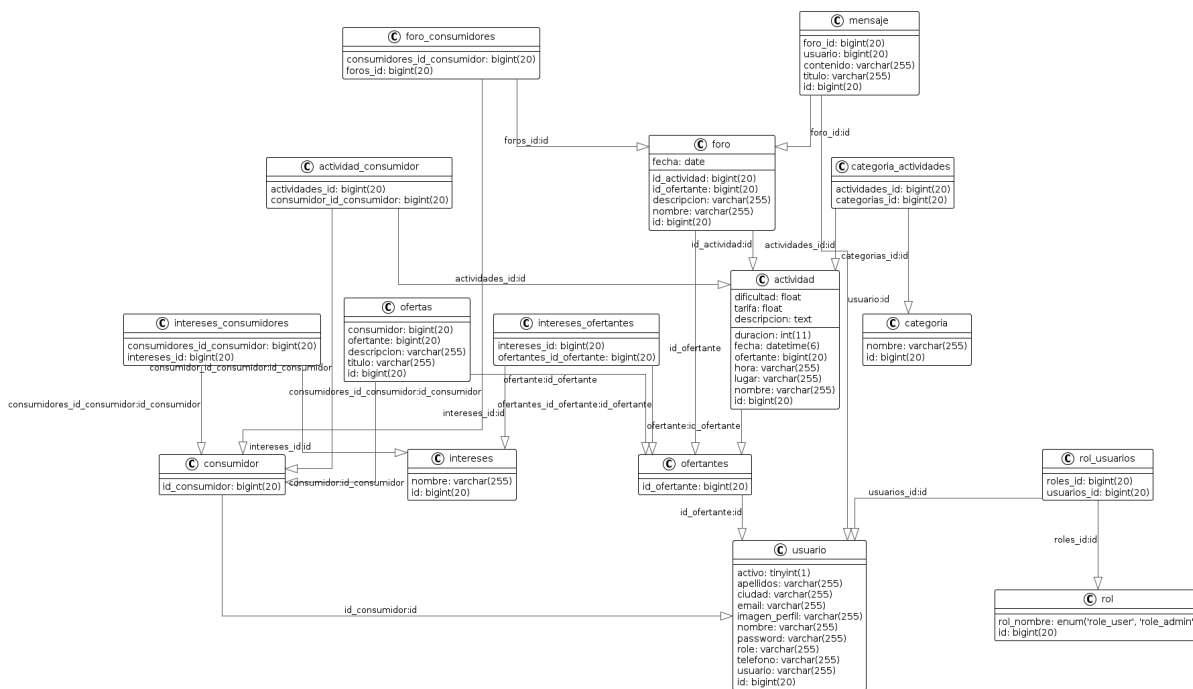 C foro_consumidores
consumidores_id_consumidor: bigint(20)
foros_id: bigint(20)
C mensaje
foro_id: bigint(20)
usuario: bigint(20)
contenido: varchar(255)
titulo: varchar(255)
id: bigint(20)
foros_id:id
foro_id:id
C foro
fecha: date
id_actividad: bigint(20)
id_ofertante: bigint(20)
descripcion: varchar(255)
nombre: varchar(255)
id: bigint(20)
C actividad_consumidor
actividades_id: bigint(20)
consumidor_id_consumidor: bigint(20)
C categoria_actividades
actividades_id: bigint(20)
categorias_id: bigint(20)
id_actividad:id
actividades_id:id
categorias_id:id
actividades_id:id
usuario:id
C actividad
dificultad: float
tarifa: float
descripcion: text
duracion: int(11)
fecha: datetime(6)
ofertante: bigint(20)
hora: varchar(255)
lugar: varchar(255)
nombre: varchar(255)
id: bigint(20)
C ofertas
consumidor: bigint(20)
ofertante: bigint(20)
descripcion: varchar(255)
titulo: varchar(255)
id: bigint(20)
C intereses_consumidores
consumidores_id_consumidor: bigint(20)
intereses_id: bigint(20)
C intereses_ofertantes
intereses_id: bigint(20)
ofertantes_id_ofertante: bigint(20)
C categoria
nombre: varchar(255)
id: bigint(20)
id_ofertante
consumidor_id_consumidor:id_consumidor
ofertante:id_ofertante
consumidores_id_consumidor:id_consumidor
consumidores_id_consumidor:id_consumidor
ofertantes_id_ofertante:id_ofertante
intereses_id:id
ofertante:id_ofertante
intereses_id:id
C consumidor
id_consumidor: bigint(20)
consumidor:id_consumidor
C intereses
nombre: varchar(255)
id: bigint(20)
C ofertantes
id_ofertante: bigint(20)
C rol_usuarios
roles_id: bigint(20)
usuarios_id: bigint(20)
usuarios_id:id
id_ofertante:id
roles_id:id
C usuario
activo: tinyint(1)
apellidos: varchar(255)
ciudad: varchar(255)
email: varchar(255)
imagen_perfil: varchar(255)
nombre: varchar(255)
password: varchar(255)
role: varchar(255)
telefono: varchar(255)
usuario: varchar(255)
id: bigint(20)
id_consumidor:id
C rol
rol_nombre: enum('role_user', 'role_admin'
id: bigint(20)